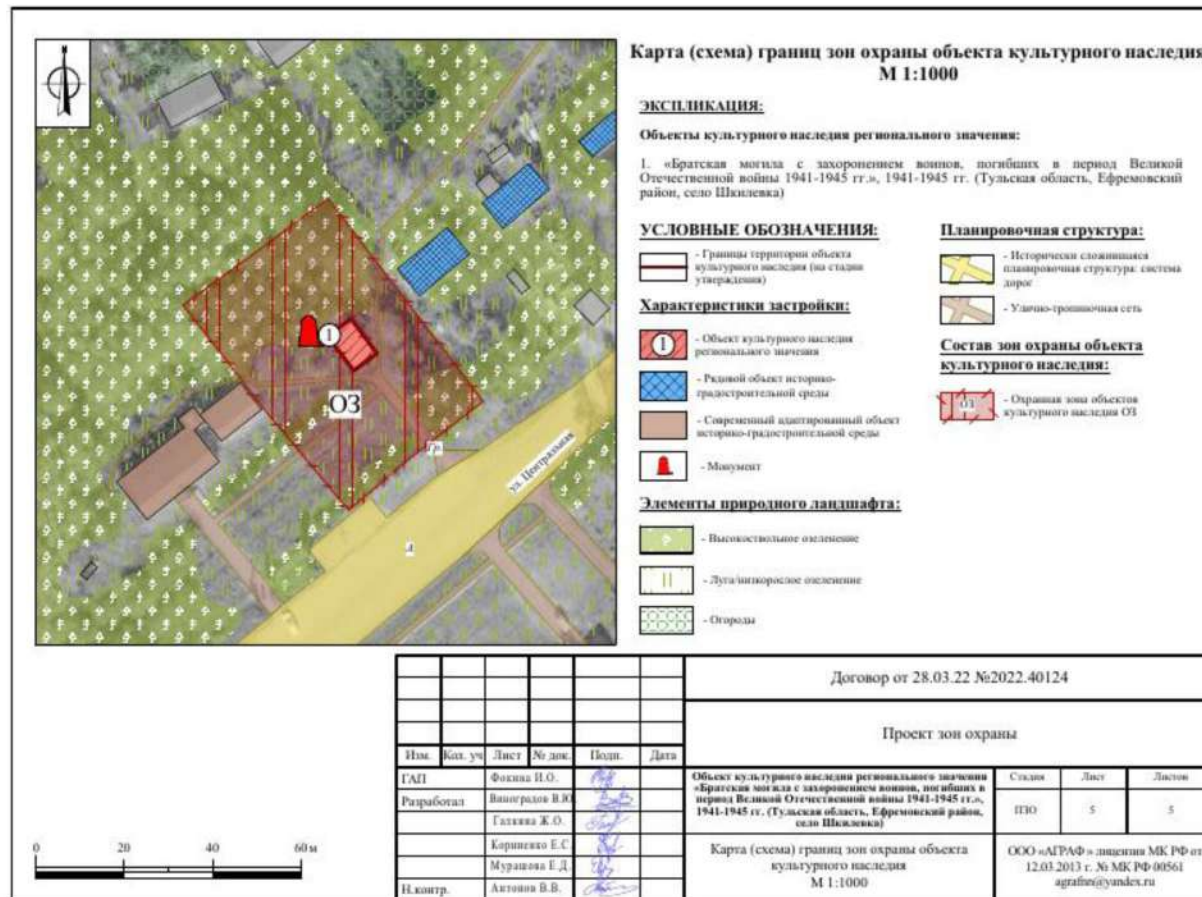 Карта (схема) границ зон охраны объекта культурного наследия
М 1:1000
ЭКСПЛИКАЦИЯ:
Объекты культурного наследия регионального значения:
1. «Братская могила с захоронением воинов, погибших в период Великой
Отечественной войны 1941-1945 гг.», 1941-1945 гг. (Тульская область, Ефремовский
район, село Шкилевка)
УСЛОВНЫЕ ОБОЗНАЧЕНИЯ:
- Границы территории объекта
культурного наследия (на стадии
утверждения)
Характеристики застройки:
1
- Объект культурного наследия
регионального значения
- Рядовой объект историко-
градостроительной среды
- Современный адаптированный объект
историко-градостроительной среды
- Монумент
Элементы природного ландшафта:
- Высокоствольное озеленение
- Луга/низкорослое озеленение
- Огороды
Планировочная структура:
- Исторически сложившаяся
планировочная структура: система
дорог
- Улично-тропиночная сеть
Состав зон охраны объекта
культурного наследия:
ОЗ
- Охранная зона объектов
культурного наследия ОЗ
1
ОЗ
Гр.
ул. Центральная
А
0 20 40 60 м
Договор от 28.03.22 №2022.40124
Проект зон охраны
Изм. Кол. уч Лист № док. Подп. Дата
ГАП Фокина И.О.
Разработал Виноградов В.Ю.
Галкина Ж.О.
Корниенко Е.С.
Мурашова Е.Д.
Н.контр. Антонов В.В.
Объект культурного наследия регионального значения
«Братская могила с захоронением воинов, погибших в
период Великой Отечественной войны 1941-1945 гг.»,
1941-1945 гг. (Тульская область, Ефремовский район,
село Шкилевка)
Стадия Лист Листов
ПЗО 5 5
Карта (схема) границ зон охраны объекта
культурного наследия
М 1:1000
ООО «АГРАФ» лицензия МК РФ от
12.03.2013 г. № МК РФ 00561
agrafnn@yandex.ru